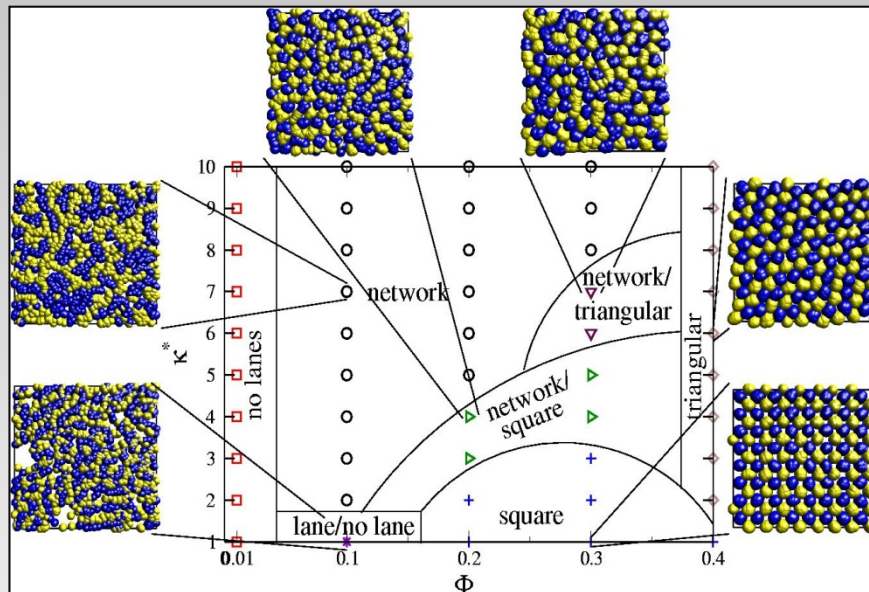 10
9
8
7
6
5
4
3
2
1
κ*
no lanes
network
network/
triangular
network/
square
triangular
lane/no lane
square
0.01
0.1
0.2
0.3
0.4
Φ